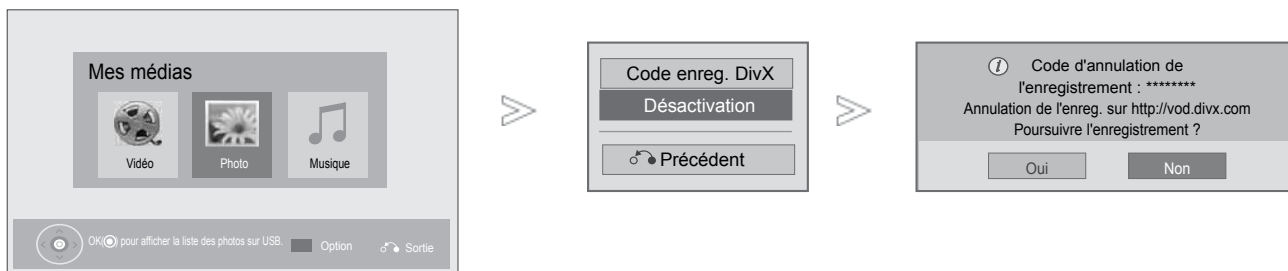 Mes médias
Vidéo
Photo
Musique
OK(◉) pour afficher la liste des photos sur USB.
Option
Sortie
Code enreg. DivX
Désactivation
Précédent
Code d'annulation de
l'enregistrement : ********
Annulation de l'enreg. sur http://vod.divx.com
Poursuivre l'enregistrement ?
Oui
Non